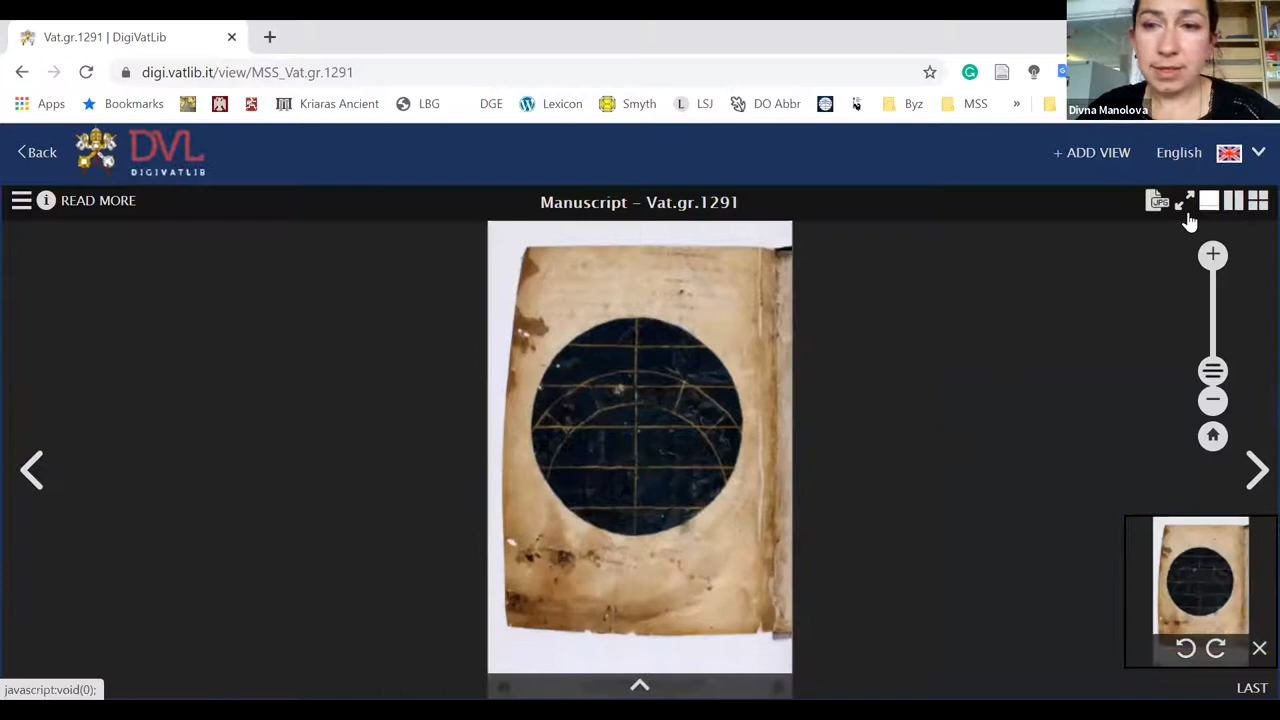 Vat.gr.1291 | DigiVatLib
digi.vatlib.it/view/MSS_Vat.gr.1291
Apps Bookmarks Kriaras Ancient LBG DGE Lexicon Smyth LSJ DO Abbr Byz MSS »
Divna Manolova
Back DVL DIGIVATLIB + ADD VIEW English
READ MORE Manuscript – Vat.gr.1291 JPG
javascript:void(0);
LAST